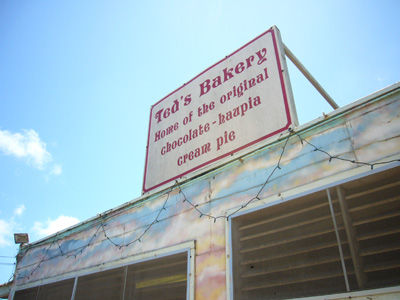 Ted's Bakery
Home of the original
chocolate-haupia
cream pie